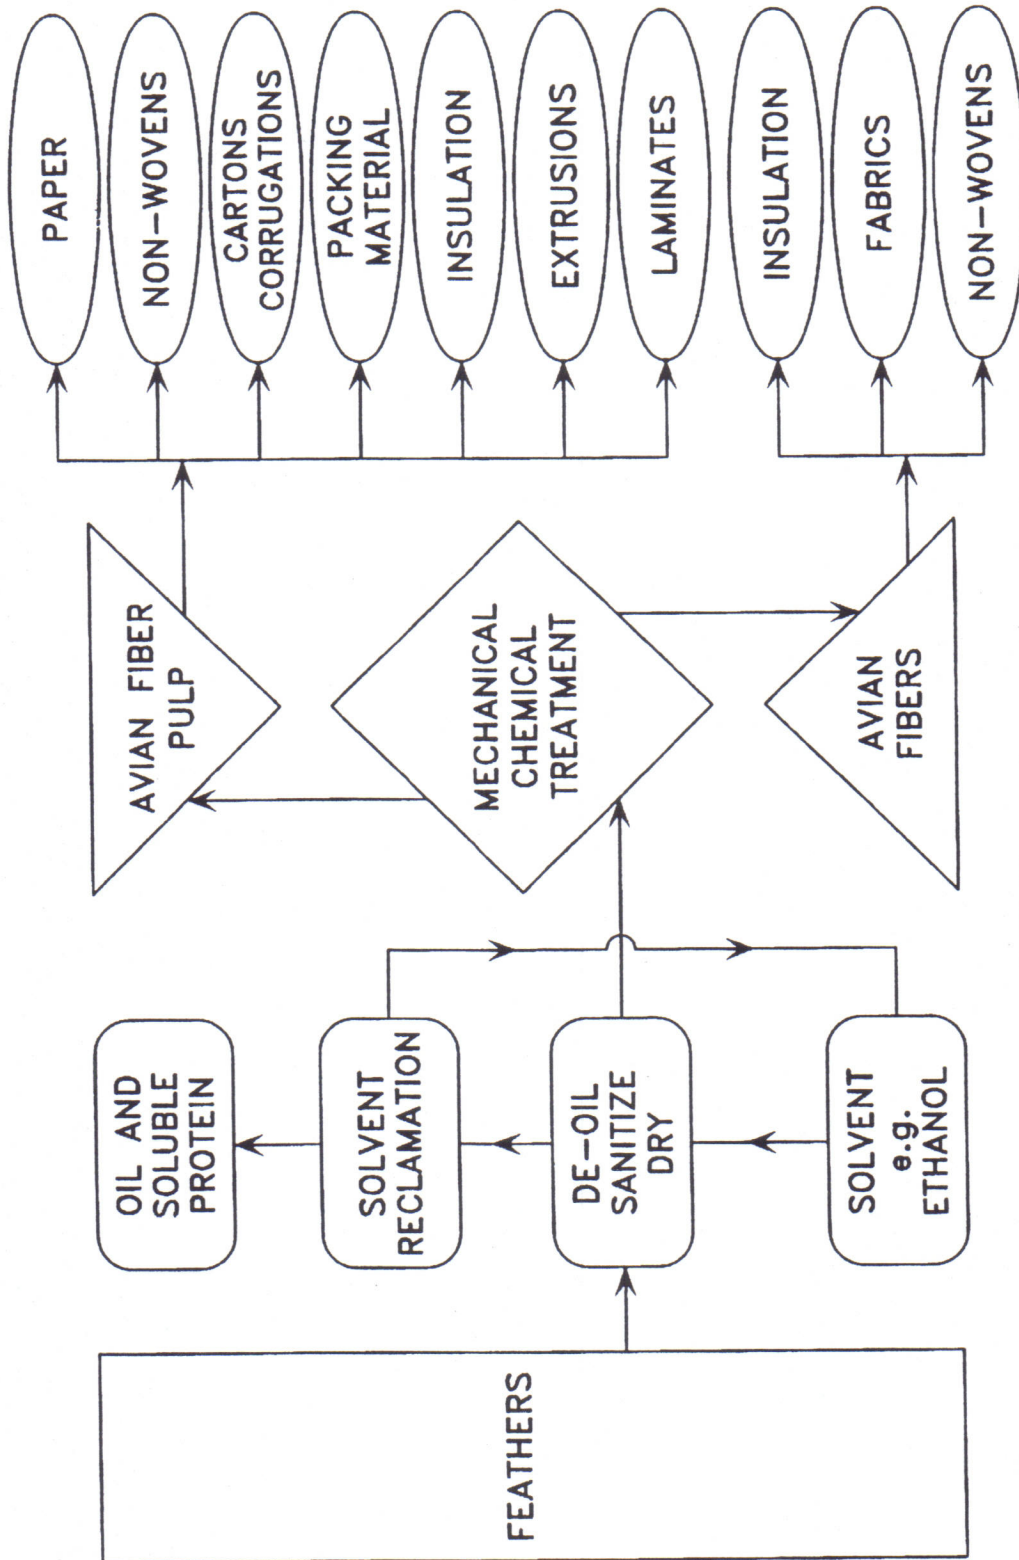 FEATHERS
OIL AND
SOLUBLE
PROTEIN
SOLVENT
RECLAMATION
DE-OIL
SANITIZE
DRY
SOLVENT
e.g.
ETHANOL
AVIAN FIBER
PULP
MECHANICAL
CHEMICAL
TREATMENT
AVIAN
FIBERS
PAPER
NON-WOVENS
CARTONS
CORRUGATIONS
PACKING
MATERIAL
INSULATION
EXTRUSIONS
LAMINATES
INSULATION
FABRICS
NON-WOVENS